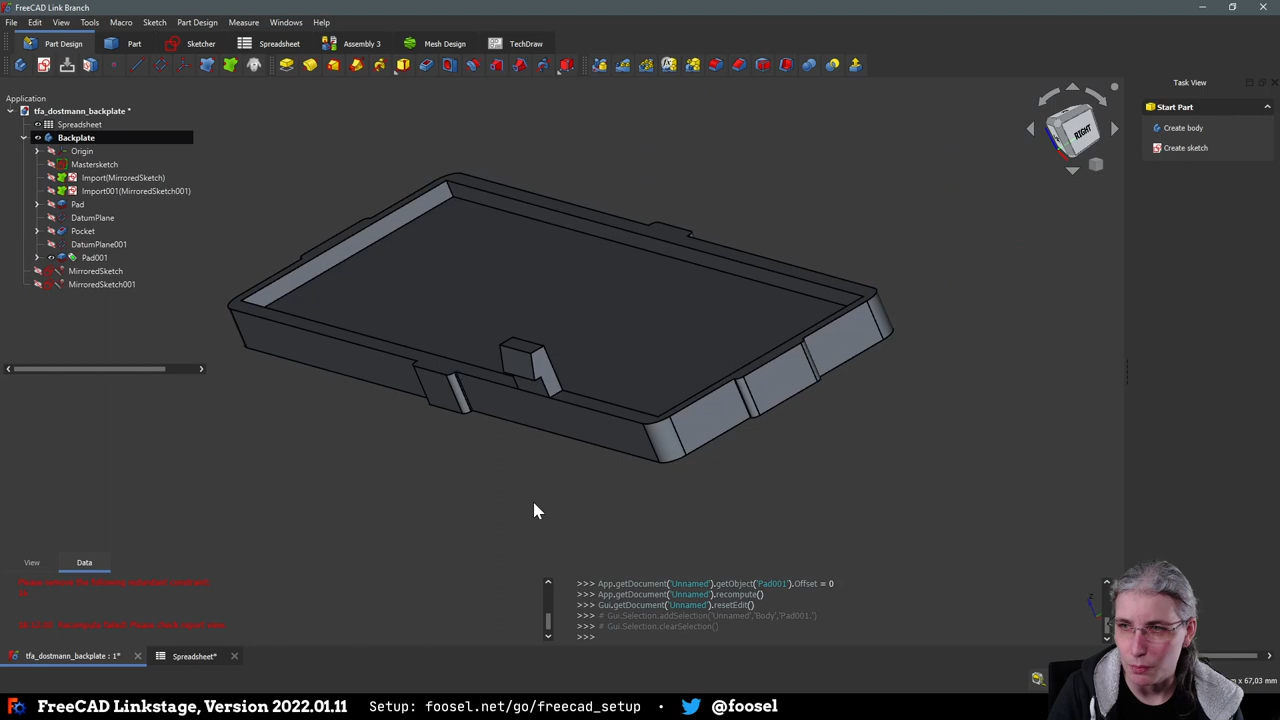 FreeCAD Link Branch
File Edit View Tools Macro Sketch Part Design Measure Windows Help
Part Design Part Sketcher Spreadsheet Assembly 3 Mesh Design TechDraw
Task View
Application
Start Part
tfa_dostmann_backplate *
Spreadsheet
Create body
Backplate
RIGHT
Create sketch
Origin
Mastersketch
Import(MirroredSketch)
Import001(MirroredSketch001)
Pad
DatumPlane
Pocket
DatumPlane001
Pad001
MirroredSketch
MirroredSketch001
View Data
>>> App.getDocument('Unnamed').getObject('Pad001').Offset = 0
>>> App.getDocument('Unnamed').recompute()
>>> Gui.getDocument('Unnamed').resetEdit()
>>> # Gui.Selection.addSelection('Unnamed','Body','Pad001.')
>>> # Gui.Selection.clearSelection()
>>>
tfa_dostmann_backplate : 1* Spreadsheet*
m x 67,03 mm
FreeCAD Linkstage, Version 2022.01.11 Setup: foosel.net/go/freecad_setup • @foosel